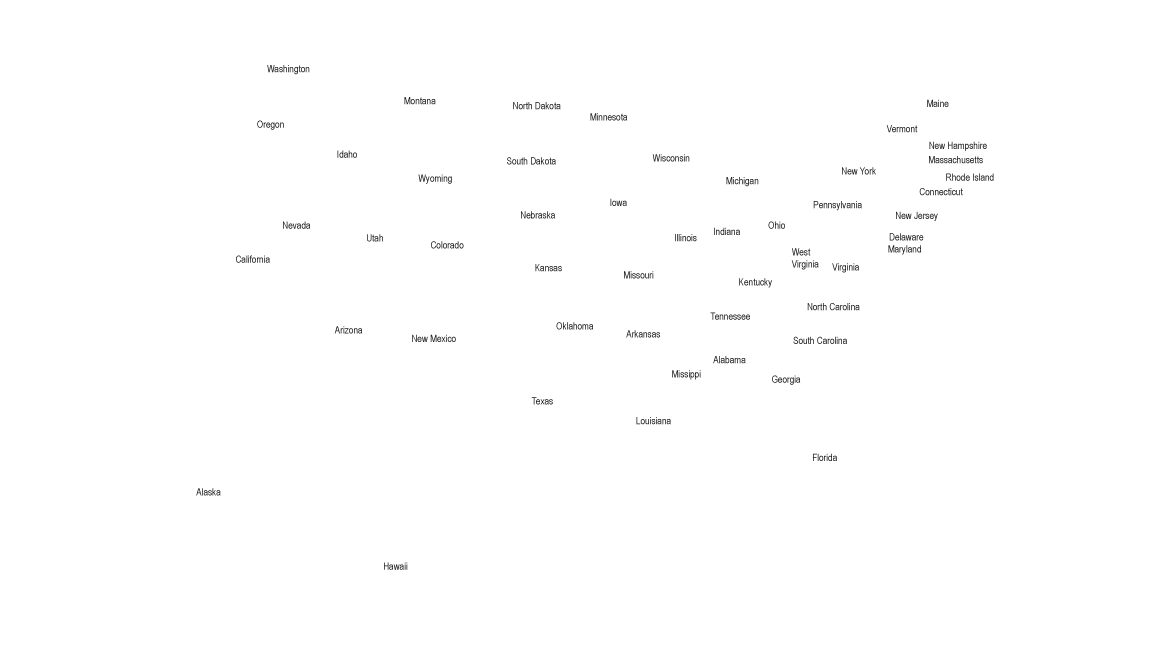 Washington
Montana
North Dakota
Maine
Minnesota
Oregon
Vermont
New Hampshire
Idaho
South Dakota
Wisconsin
Massachusetts
New York
Wyoming
Michigan
Rhode Island
Connecticut
Iowa
Pennsylvania
Nebraska
New Jersey
Nevada
Ohio
Utah
Illinois
Indiana
Delaware
Colorado
Maryland
California
West
Virginia
Virginia
Kansas
Missouri
Kentucky
North Carolina
Tennessee
Arizona
Oklahoma
New Mexico
Arkansas
South Carolina
Alabama
Missippi
Georgia
Texas
Louisiana
Florida
Alaska
Hawaii